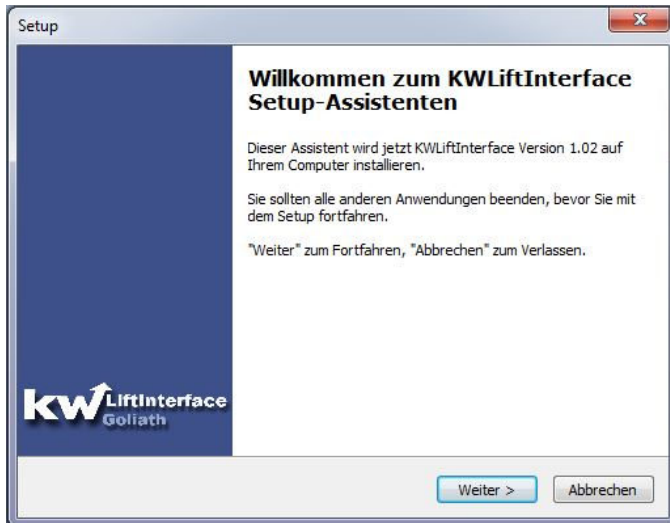 Setup
Willkommen zum KWLiftInterface
Setup-Assistenten
Dieser Assistent wird jetzt KWLiftInterface Version 1.02 auf
Ihrem Computer installieren.
Sie sollten alle anderen Anwendungen beenden, bevor Sie mit
dem Setup fortfahren.
"Weiter" zum Fortfahren, "Abbrechen" zum Verlassen.
kw LiftInterface
Goliath
Weiter >
Abbrechen